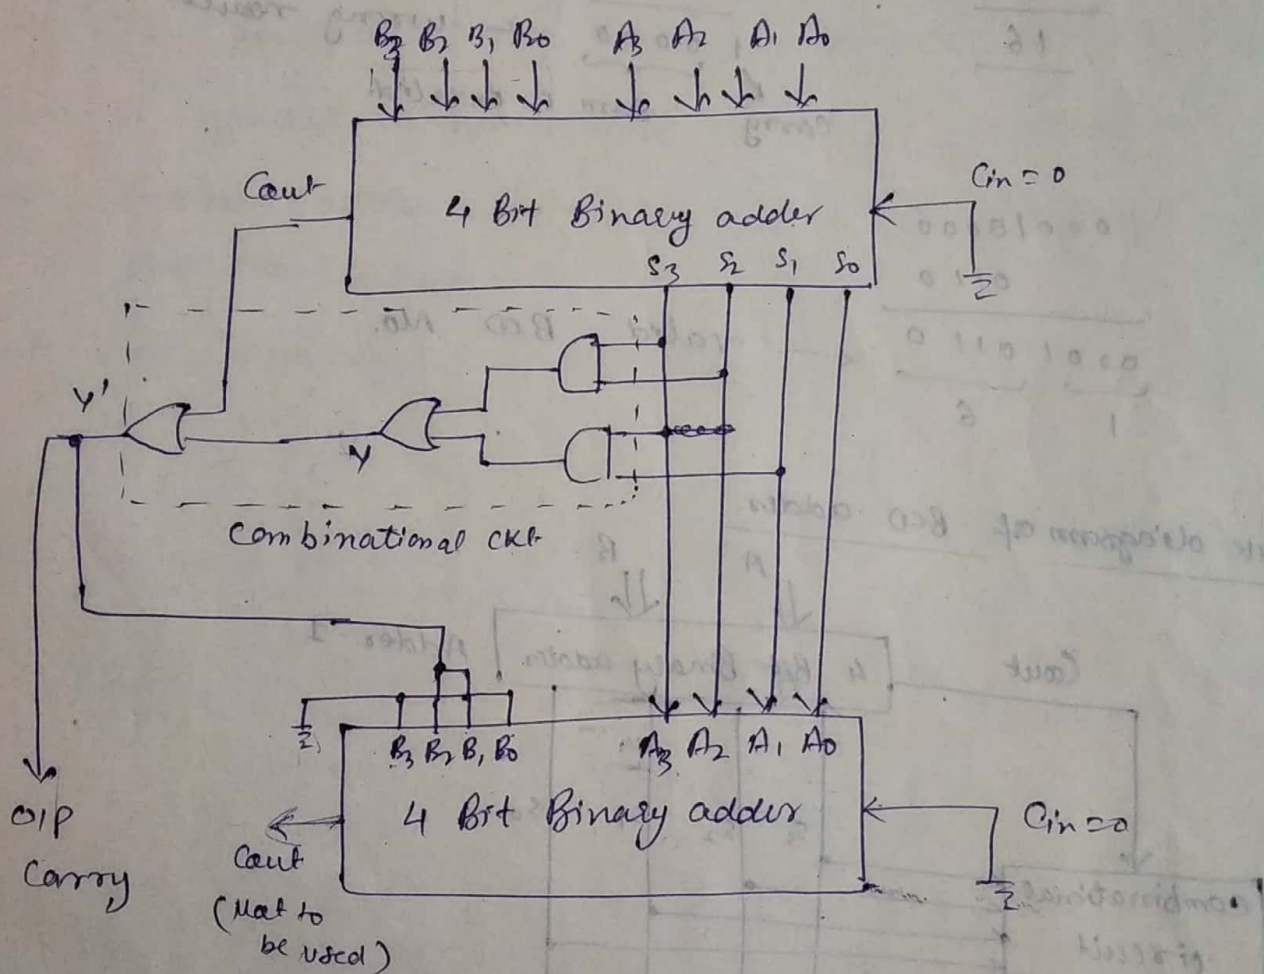 B3 B2 B1 B0 A3 A2 A1 A0
Cout
4 Bit Binary adder
Cin = 0
S3 S2 S1 S0
Y'
Y
Combinational ckt
B3 B2 B1 B0 A3 A2 A1 A0
4 Bit Binary adder
Cin = 0
O/P
Carry
Cout
(Not to
be used)